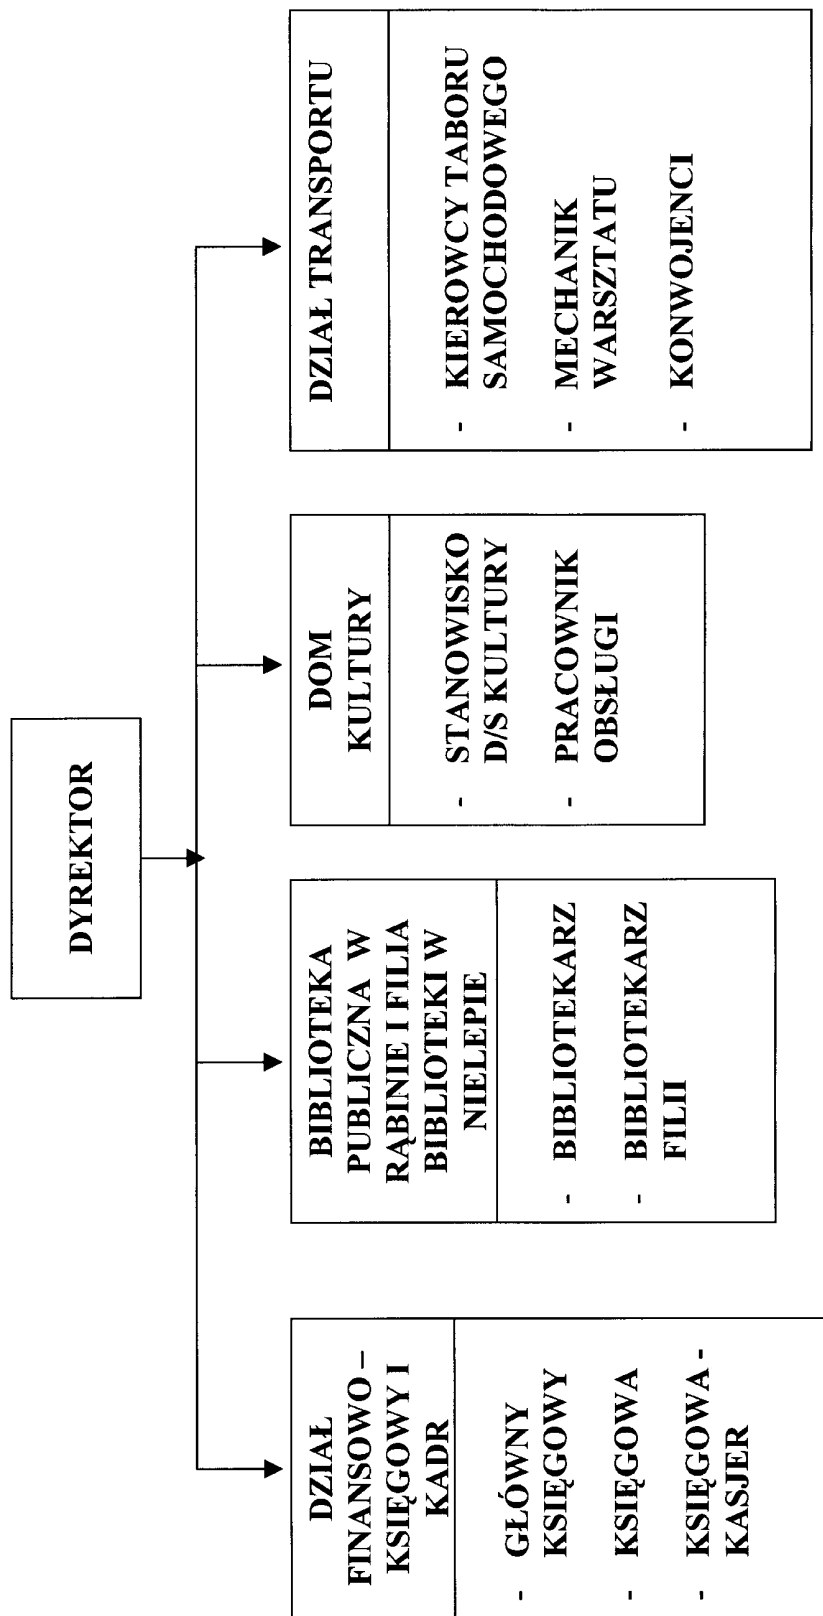 DYREKTOR
DZIAŁ
FINANSOWO –
KSIĘGOWY I
KADR
- GŁÓWNY
KSIĘGOWY
- KSIĘGOWA
- KSIĘGOWA -
KASJER
BIBLIOTEKA
PUBLICZNA W
RĄBINIE I FILIA
BIBLIOTEKI W
NIELEPIE
- BIBLIOTEKARZ
- BIBLIOTEKARZ
FILII
DOM
KULTURY
- STANOWISKO
D/S KULTURY
- PRACOWNIK
OBSŁUGI
DZIAŁ TRANSPORTU
- KIEROWCY TABORU
SAMOCHODOWEGO
- MECHANIK
WARSZTATU
- KONWOJENCI